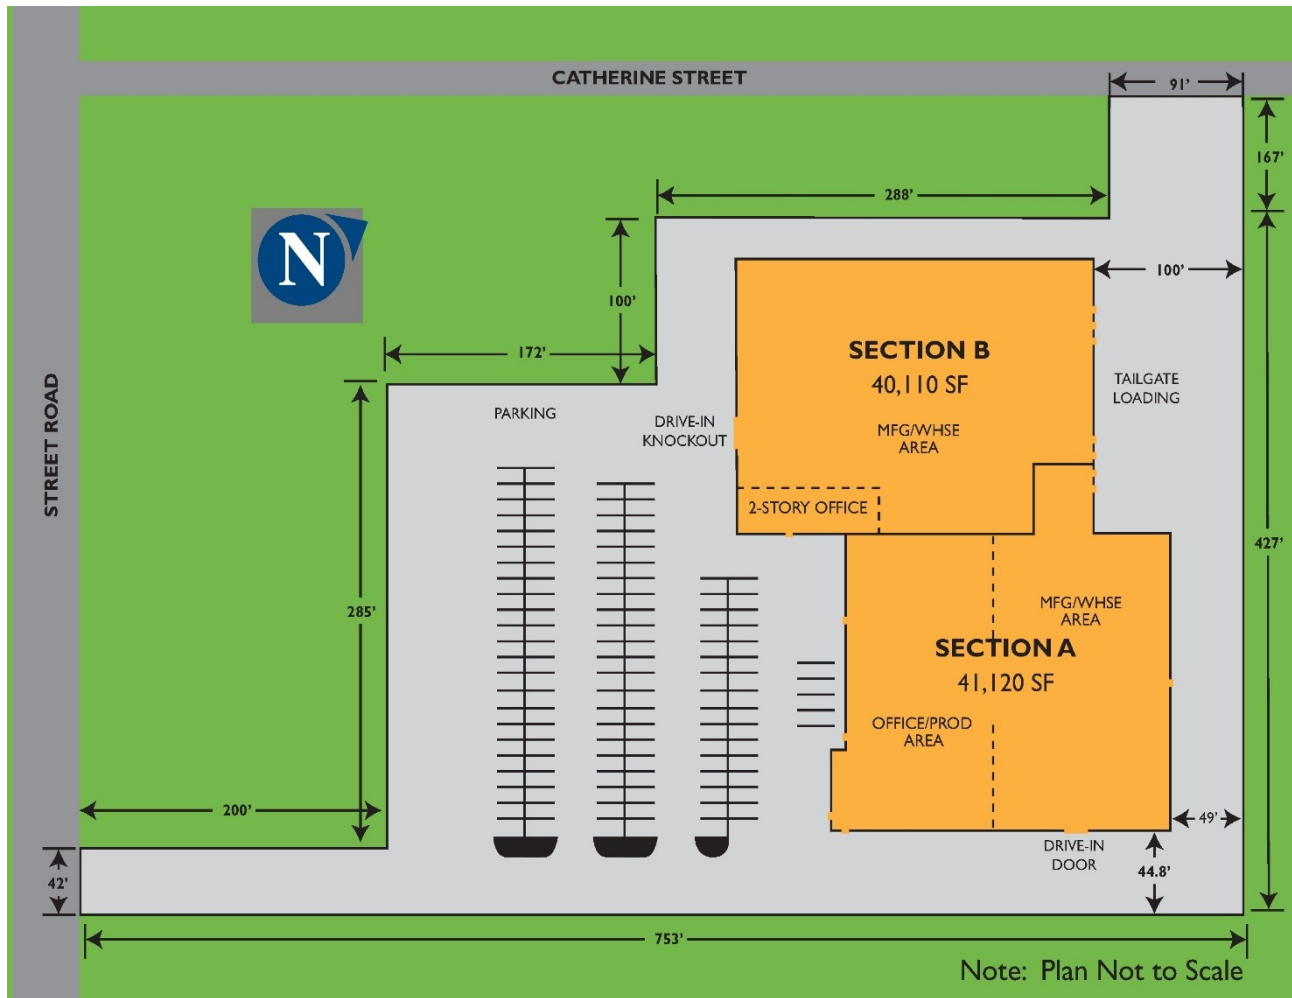 CATHERINE STREET
91'
167'
288'
N
100'
100'
172'
SECTION B
40,110 SF
TAILGATE
LOADING
PARKING
DRIVE-IN
KNOCKOUT
MFG/WHSE
AREA
STREET ROAD
2-STORY OFFICE
427'
285'
MFG/WHSE
AREA
SECTION A
41,120 SF
OFFICE/PROD
AREA
200'
49'
DRIVE-IN
DOOR
44.8'
42'
753'
Note: Plan Not to Scale